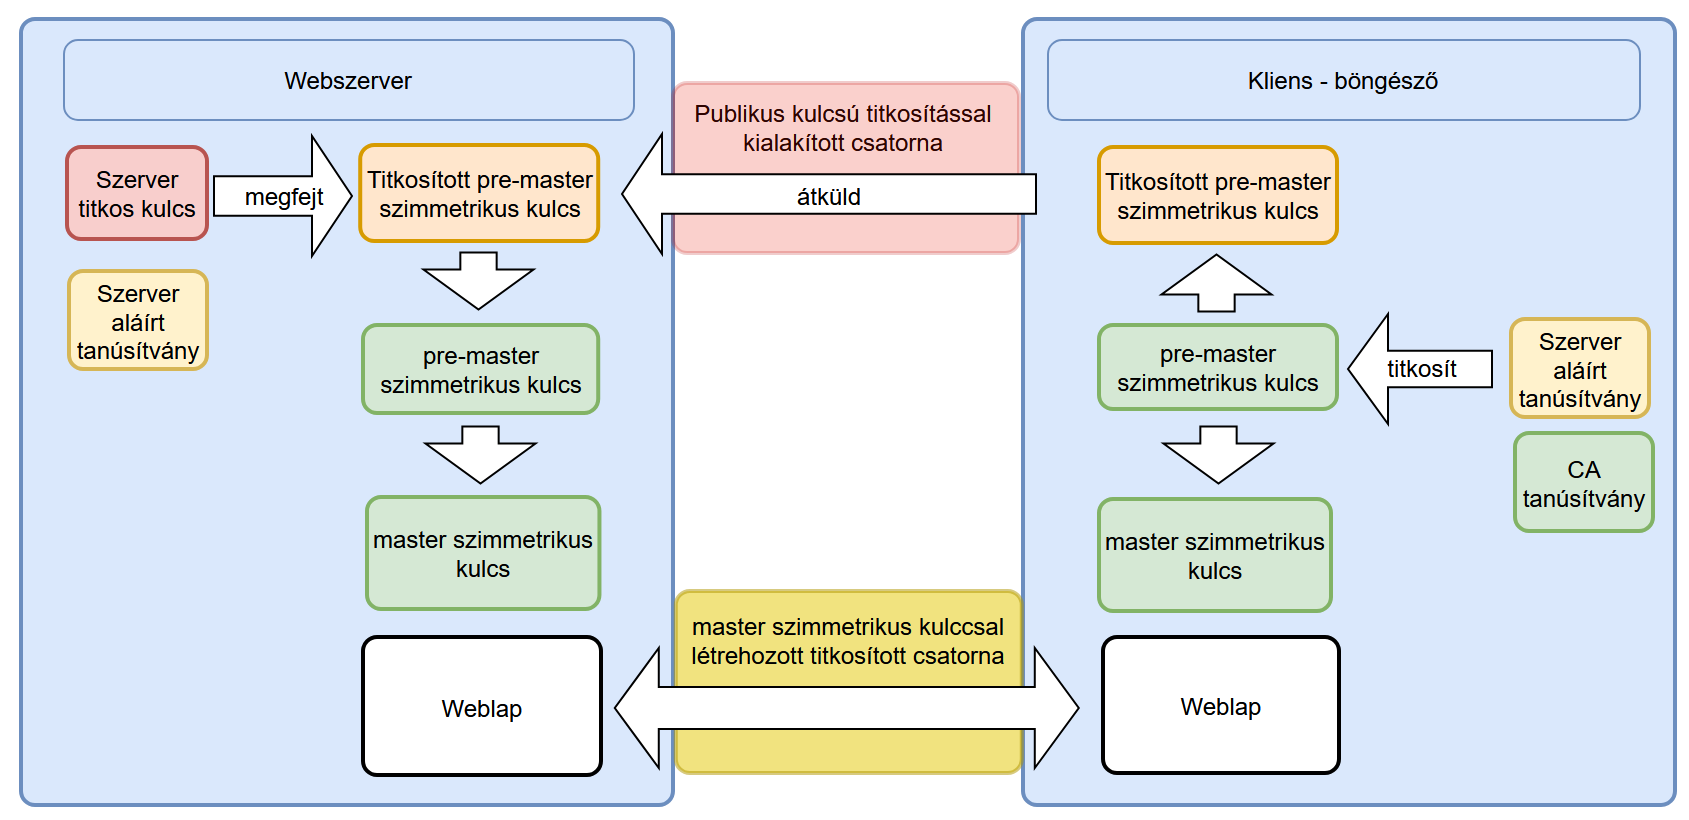 Webszerver
Kliens - böngésző
Publikus kulcsú titkosítással
kialakított csatorna
Szerver
titkos kulcs
megfejt
Titkosított pre-master
szimmetrikus kulcs
átküld
Titkosított pre-master
szimmetrikus kulcs
Szerver
aláírt
tanúsítvány
pre-master
szimmetrikus kulcs
pre-master
szimmetrikus kulcs
titkosít
Szerver
aláírt
tanúsítvány
CA
tanúsítvány
master szimmetrikus
kulcs
master szimmetrikus
kulcs
master szimmetrikus kulccsal
létrehozott titkosított csatorna
Weblap
Weblap